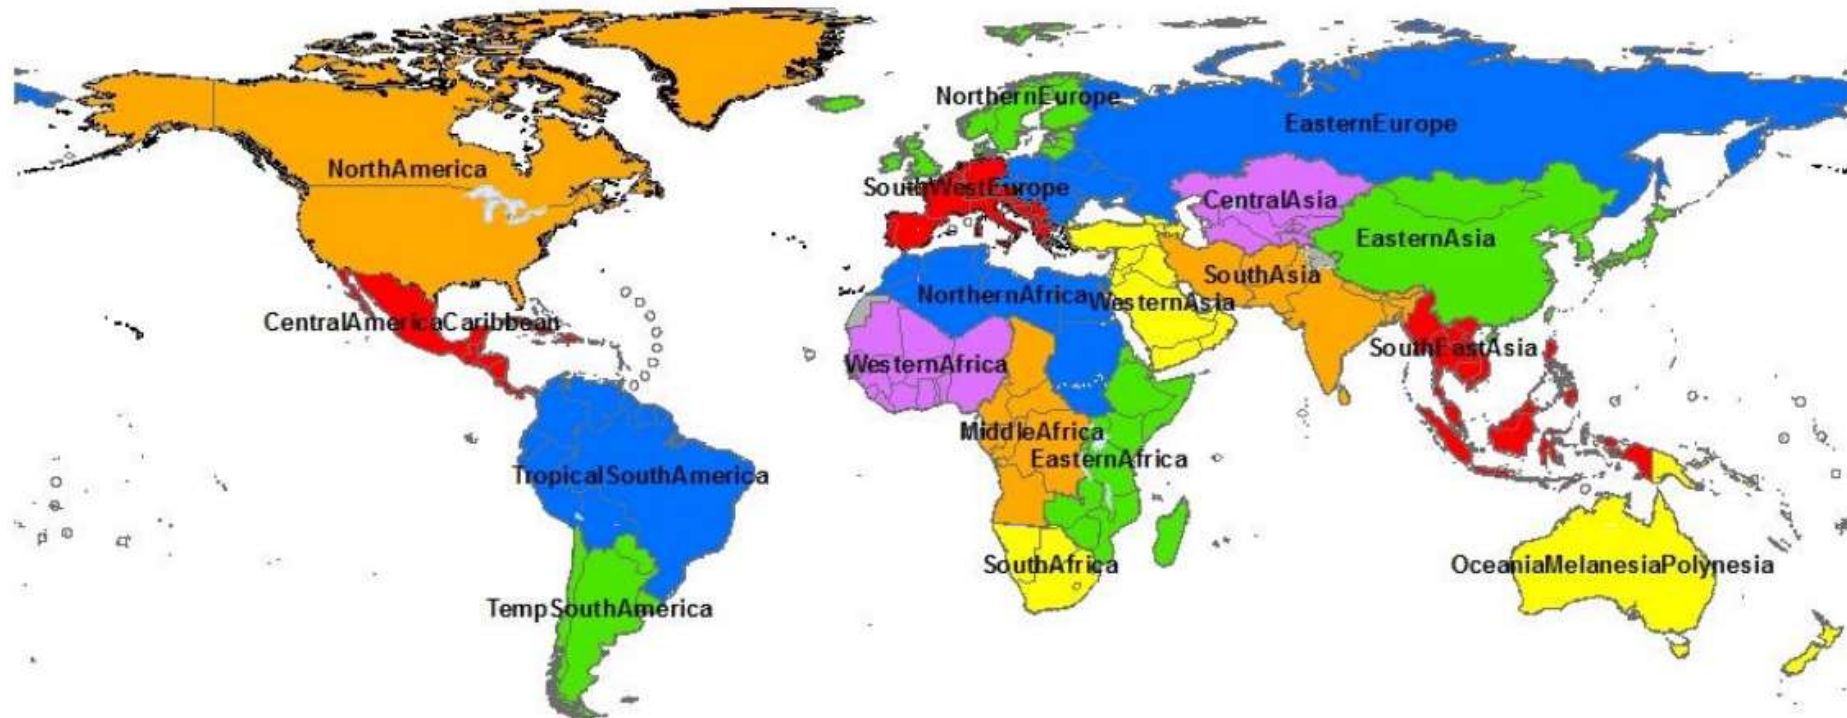 NorthernEurope
EasternEurope
NorthAmerica
SouthWestEurope
CentralAsia
EasternAsia
SouthAsia
NorthernAfrica
WesternAsia
CentralAmericaCaribbean
SouthEastAsia
WesternAfrica
MiddleAfrica
EasternAfrica
TropicalSouthAmerica
SouthAfrica
OceaniaMelanesiaPolynesia
TempSouthAmerica